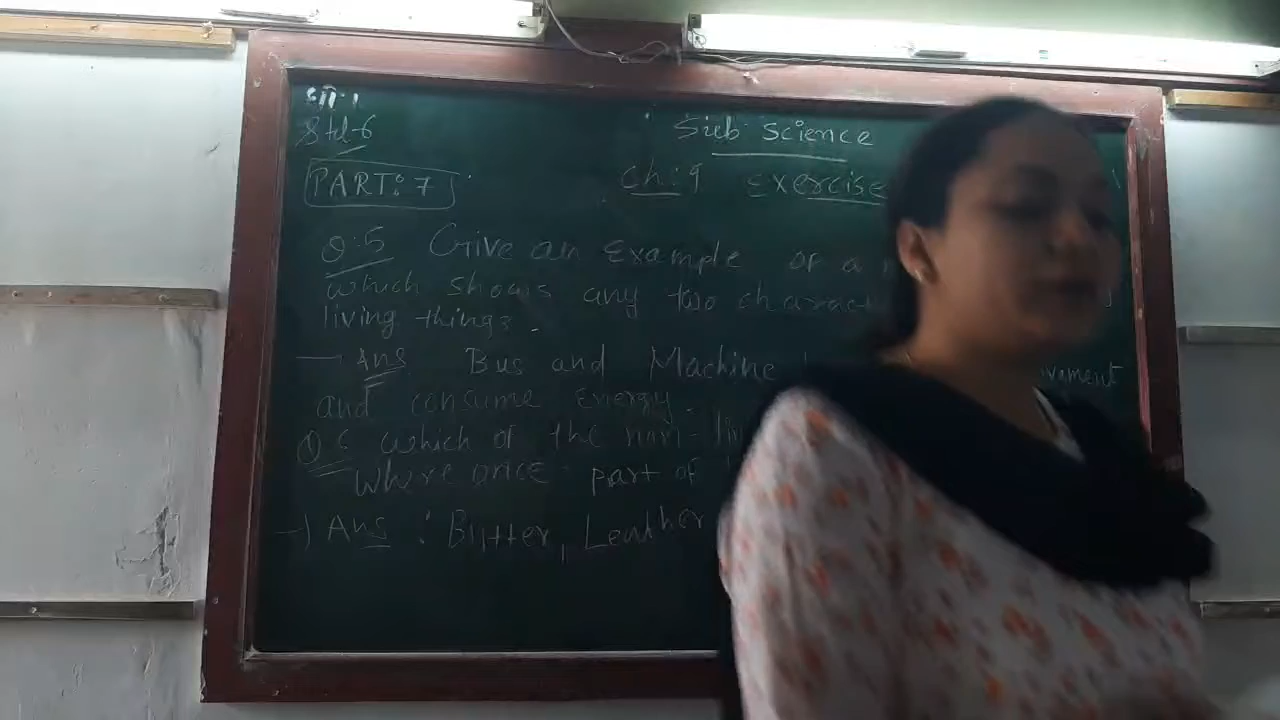 Std-6
Sub Science
PART: 7
Ch: 9 Exercise
Q:5 Give an Example of a
which shows any two charact
living things.
→ Ans Bus and Machine vement
and consume Energy.
Q:6 which of the non-li
where once part of
→ Ans : Butter, Leather